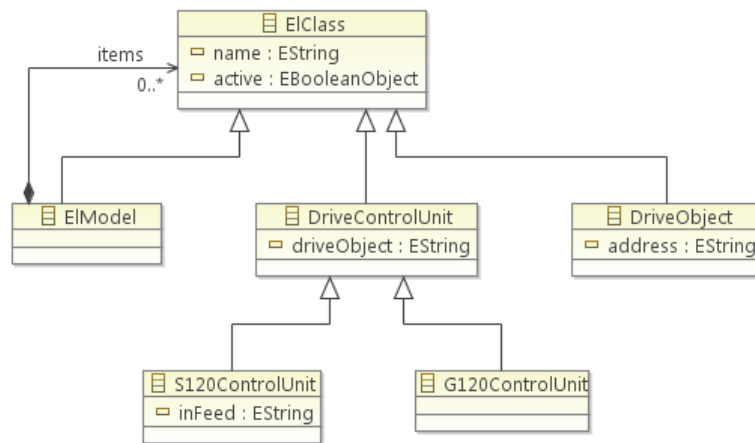 ElClass
name : EString
active : EBooleanObject
items
0..*
ElModel
DriveControlUnit
driveObject : EString
DriveObject
address : EString
S120ControlUnit
inFeed : EString
G120ControlUnit